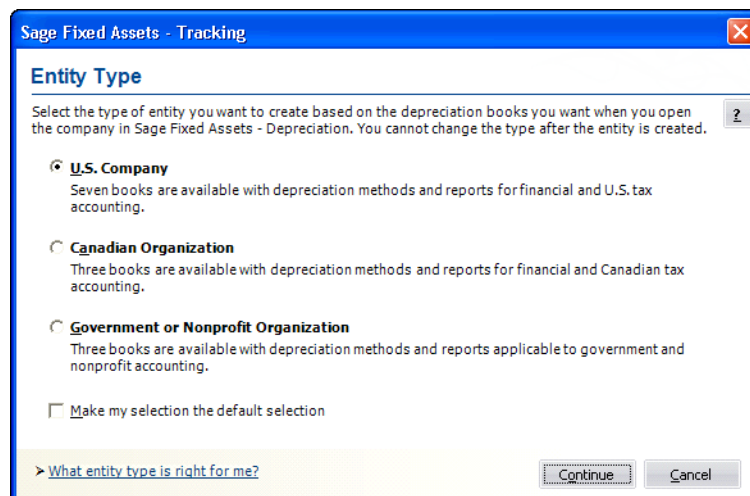 Sage Fixed Assets - Tracking
Entity Type
Select the type of entity you want to create based on the depreciation books you want when you open
the company in Sage Fixed Assets - Depreciation. You cannot change the type after the entity is created.
?
U.S. Company
Seven books are available with depreciation methods and reports for financial and U.S. tax
accounting.
Canadian Organization
Three books are available with depreciation methods and reports for financial and Canadian tax
accounting.
Government or Nonprofit Organization
Three books are available with depreciation methods and reports applicable to government and
nonprofit accounting.
Make my selection the default selection
What entity type is right for me?
Continue
Cancel